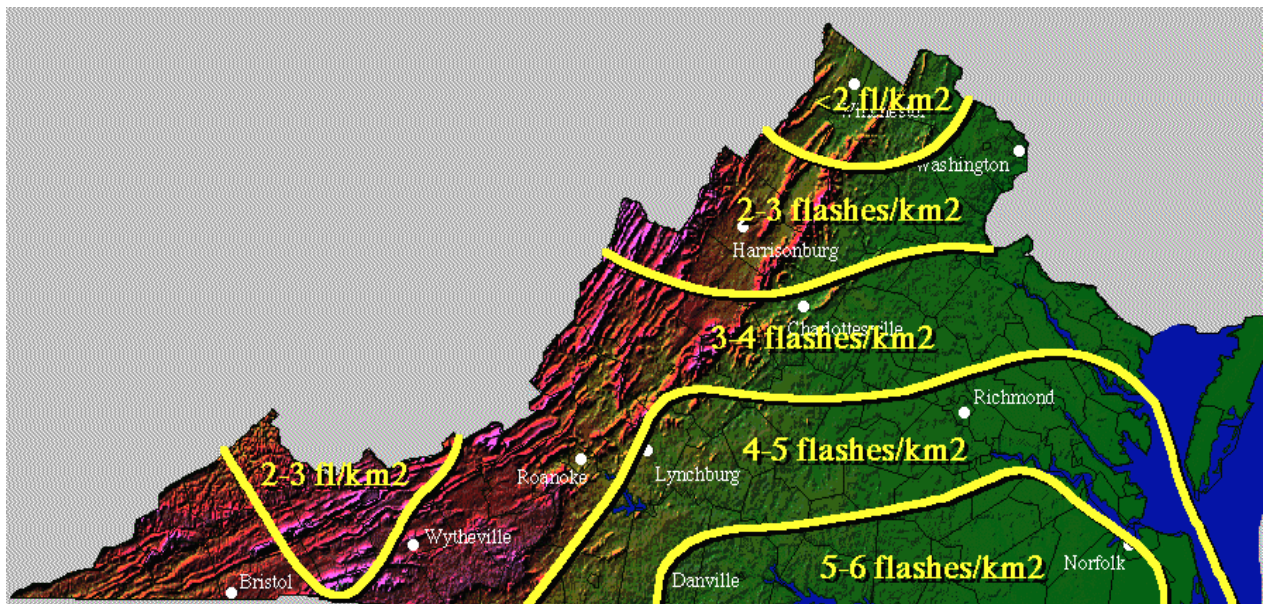 <2 fl/km2
Winchester
Washington
2-3 flashes/km2
Harrisonburg
Charlottesville
3-4 flashes/km2
Richmond
4-5 flashes/km2
2-3 fl/km2
Roanoke
Lynchburg
Wytheville
Norfolk
5-6 flashes/km2
Bristol
Danville